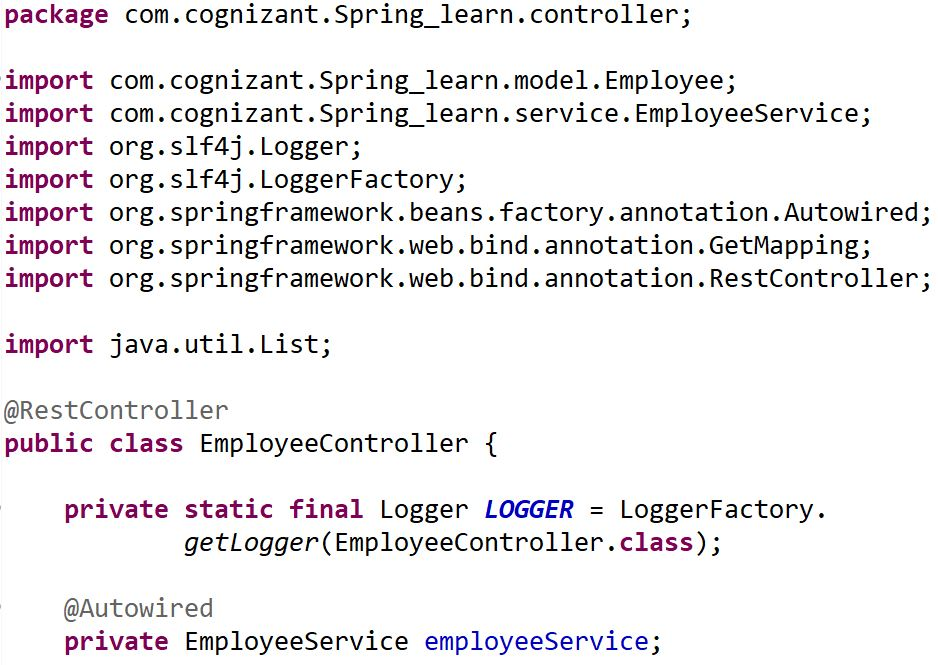 package com.cognizant.Spring_learn.controller;
import com.cognizant.Spring_learn.model.Employee;
import com.cognizant.Spring_learn.service.EmployeeService;
import org.slf4j.Logger;
import org.slf4j.LoggerFactory;
import org.springframework.beans.factory.annotation.Autowired;
import org.springframework.web.bind.annotation.GetMapping;
import org.springframework.web.bind.annotation.RestController;
import java.util.List;
@RestController
public class EmployeeController {
private static final Logger LOGGER = LoggerFactory.
getLogger(EmployeeController.class);
@Autowired
private EmployeeService employeeService;